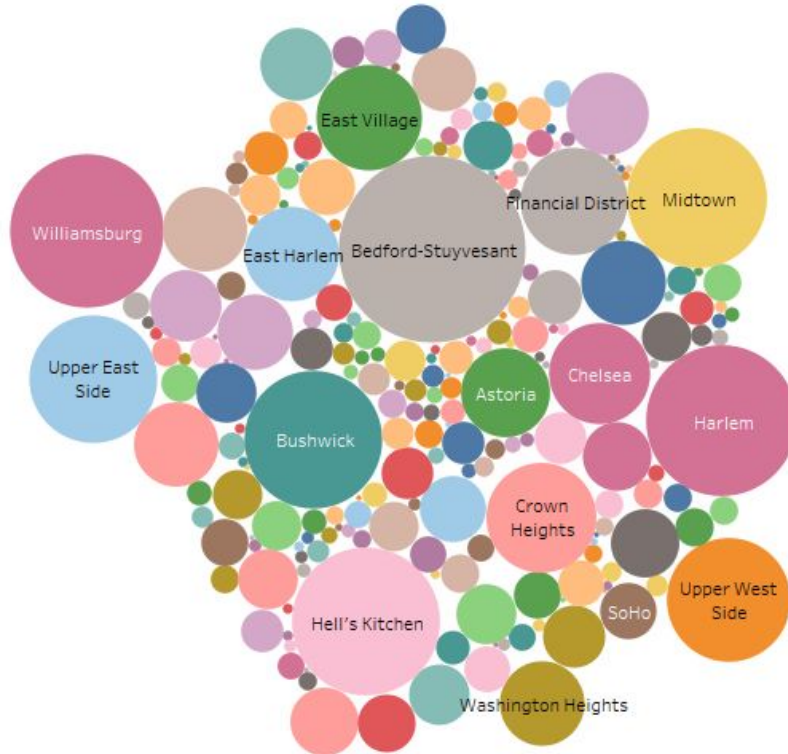 East Village
Financial District
Midtown
Williamsburg
East Harlem
Bedford-Stuyvesant
Upper East
Side
Chelsea
Astoria
Harlem
Bushwick
Crown
Heights
Hell's Kitchen
SoHo
Upper West
Side
Washington Heights